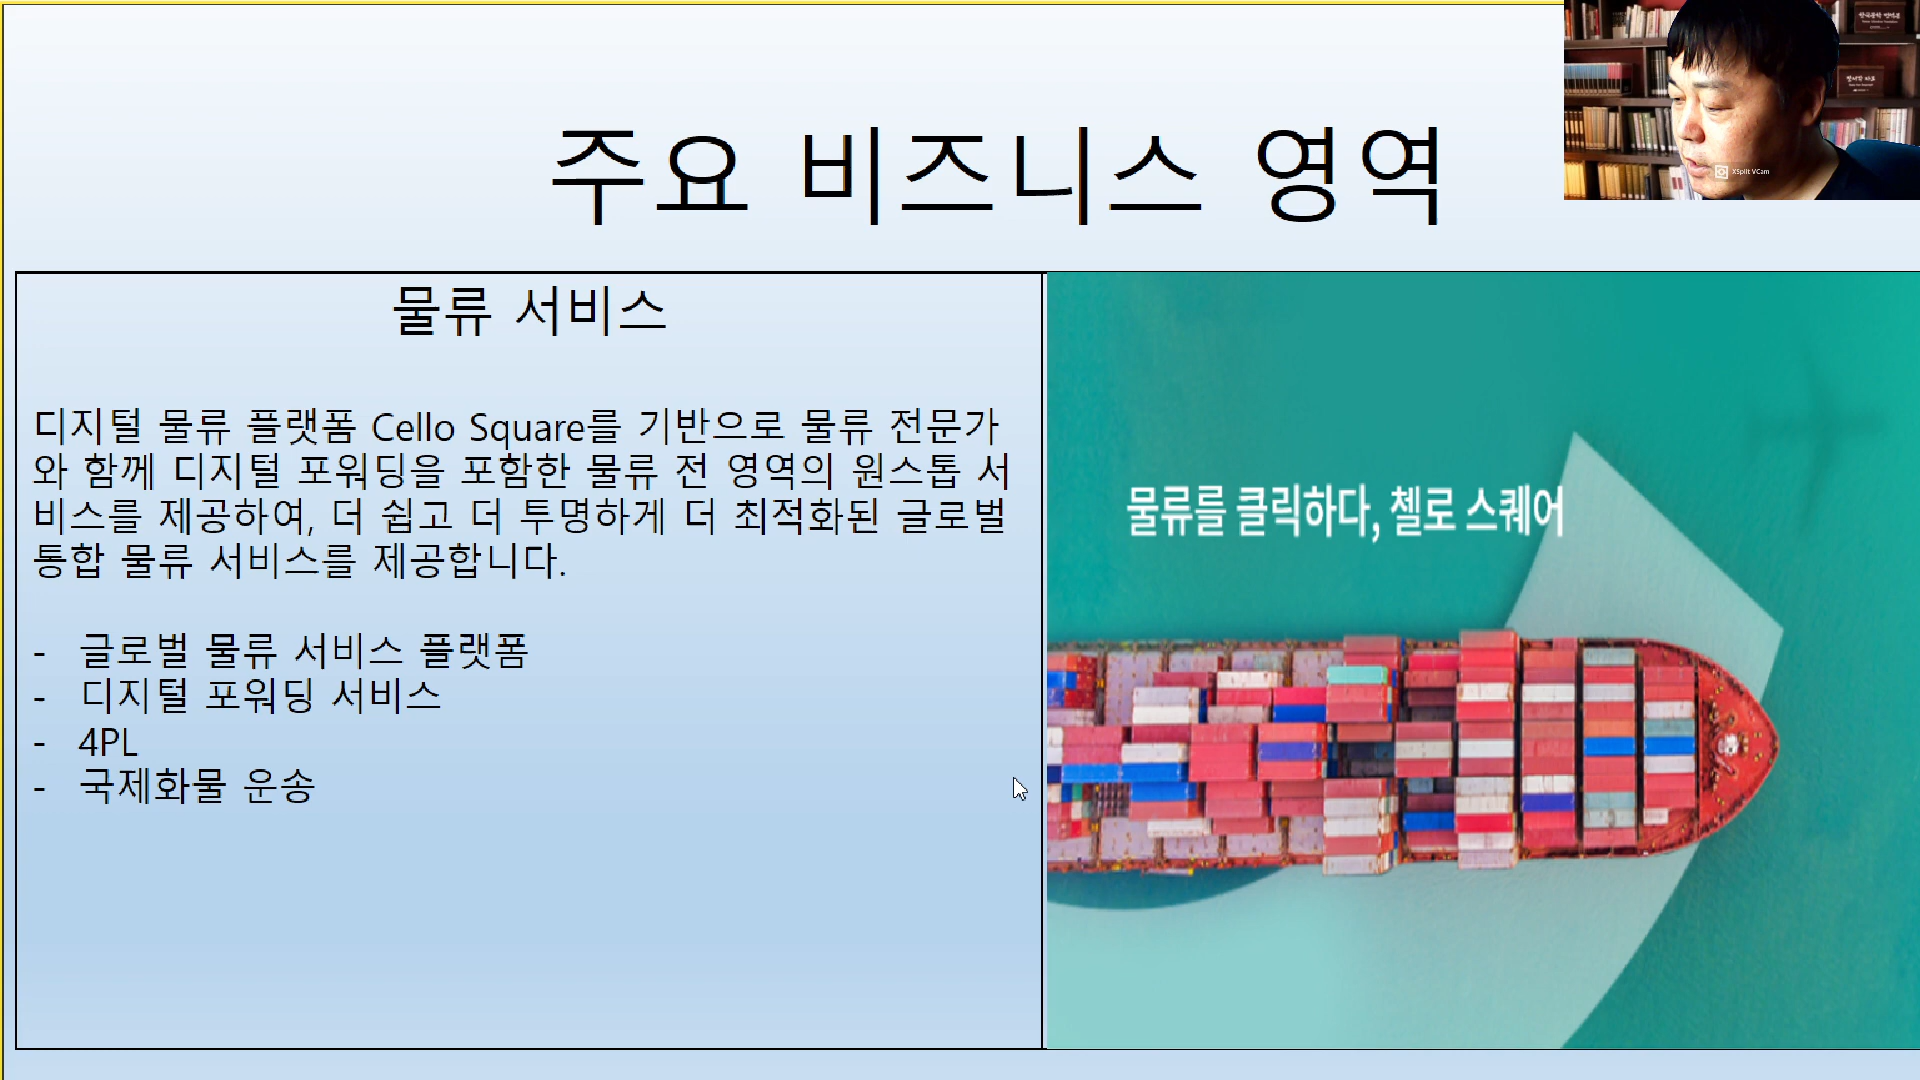 주요 비즈니스 영역
물류 서비스
디지털 물류 플랫폼 Cello Square를 기반으로 물류 전문가
와 함께 디지털 포워딩을 포함한 물류 전 영역의 원스톱 서
비스를 제공하여, 더 쉽고 더 투명하게 더 최적화된 글로벌
통합 물류 서비스를 제공합니다.
- 글로벌 물류 서비스 플랫폼
- 디지털 포워딩 서비스
- 4PL
- 국제화물 운송
물류를 클릭하다, 첼로 스퀘어
XSplit VCam